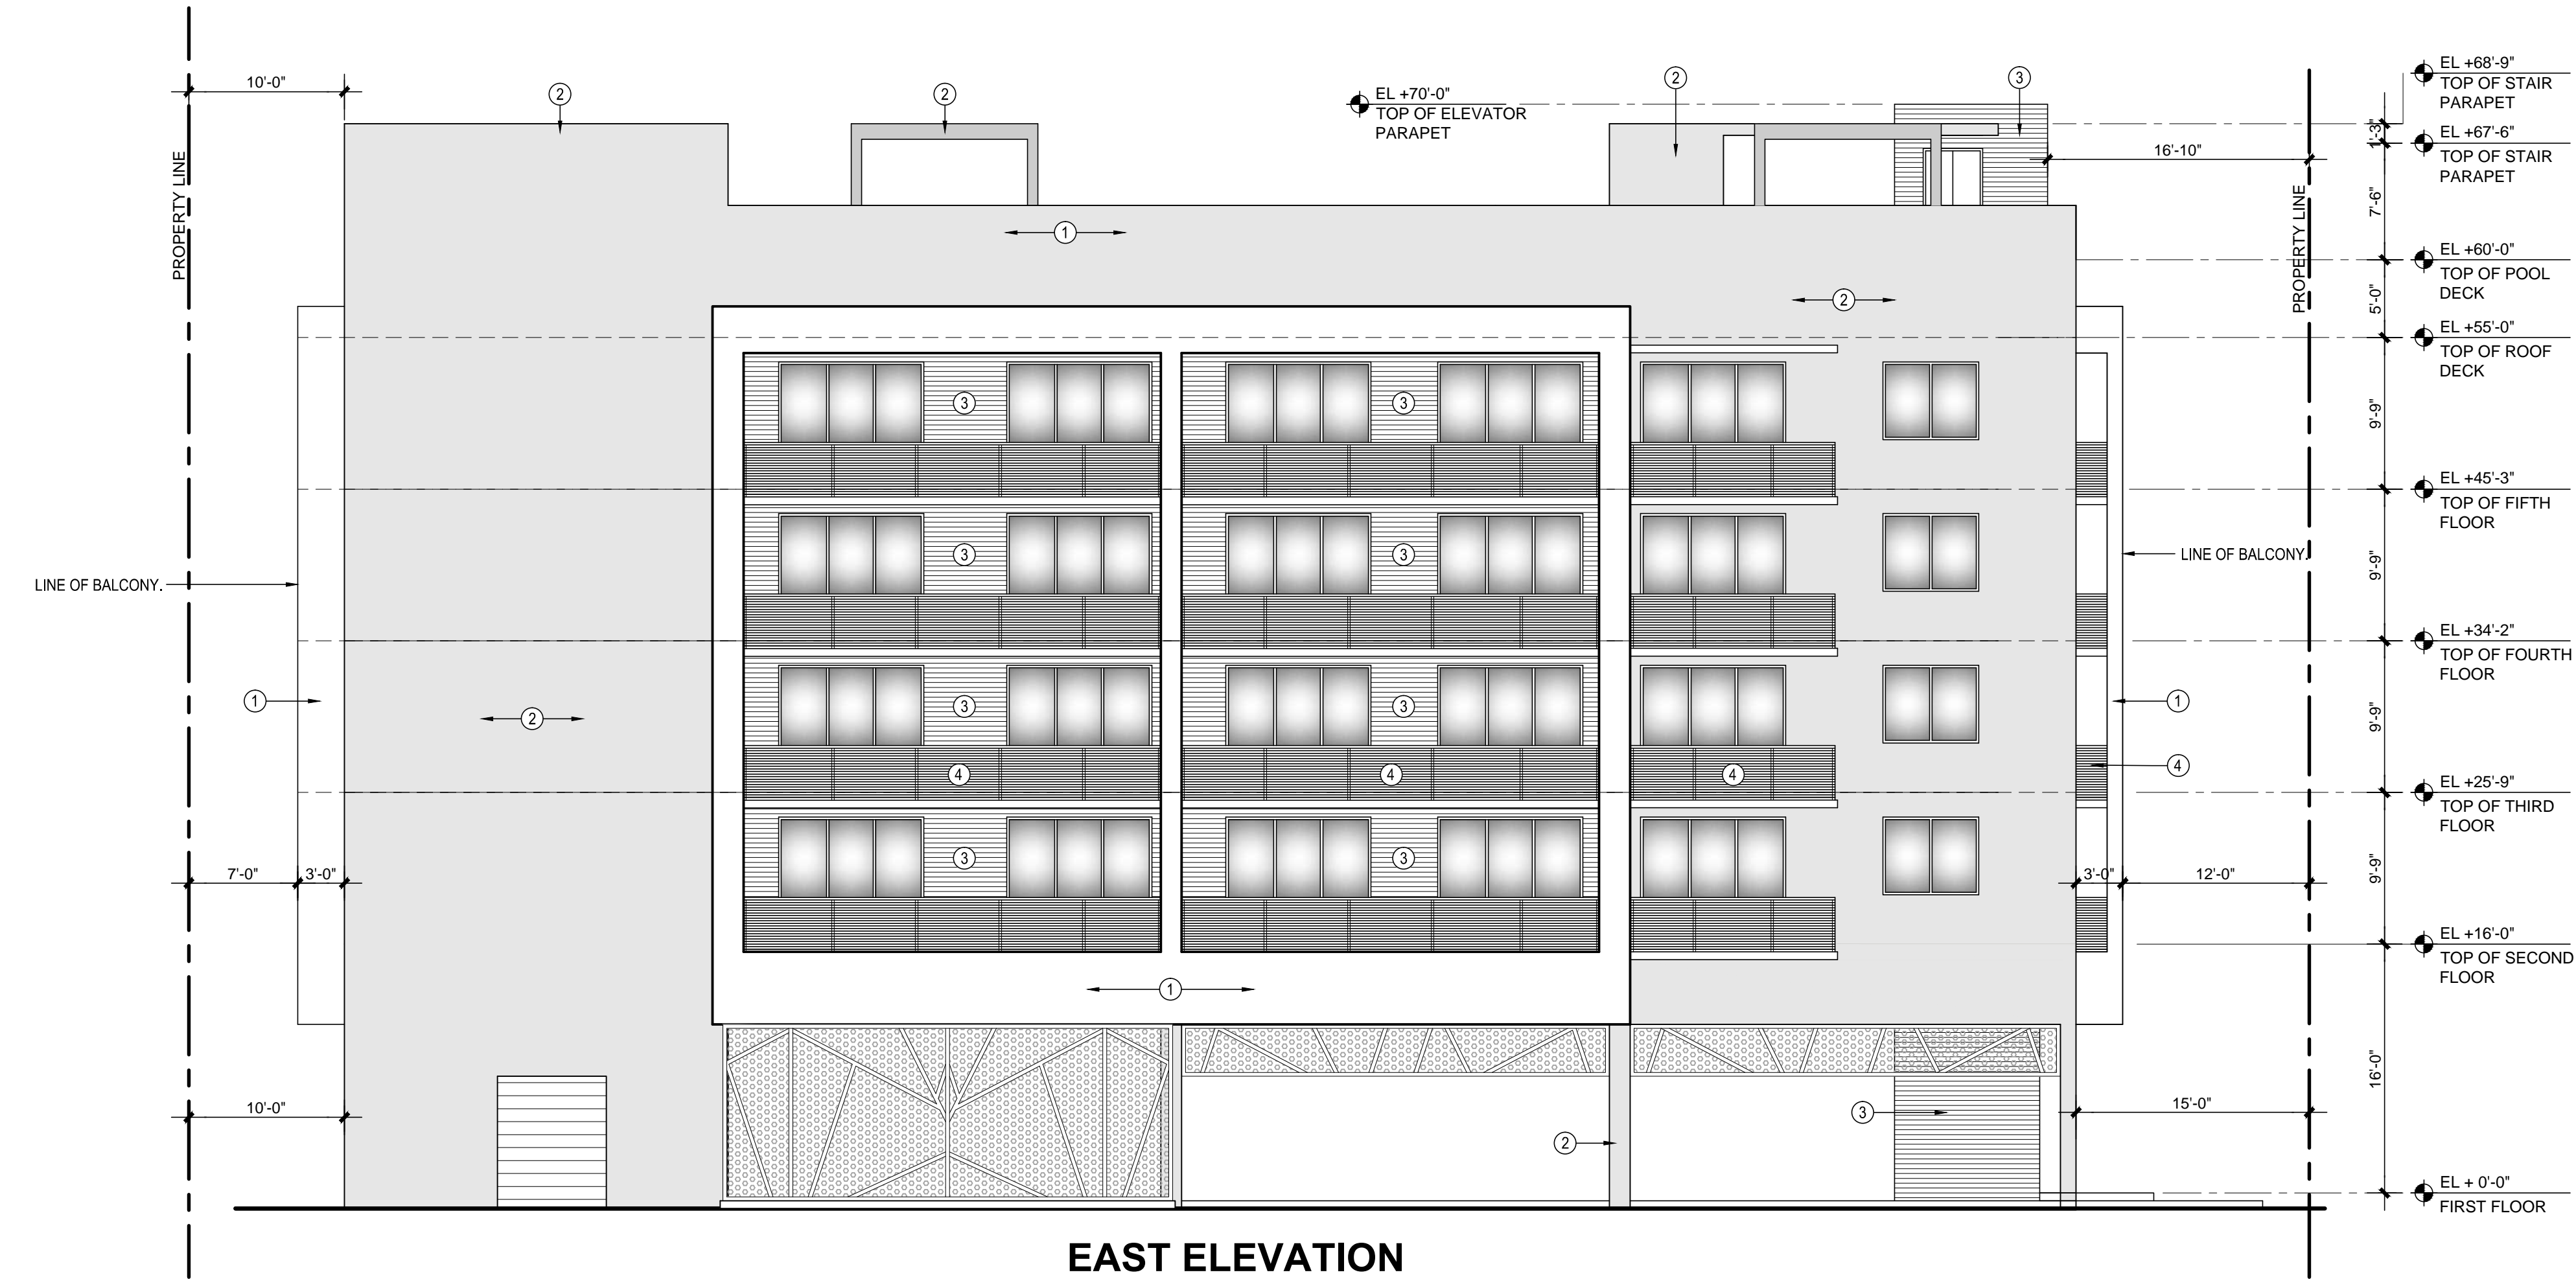 10'-0"
2
2
EL +70'-0"
TOP OF ELEVATOR
PARAPET
2
3
EL +68'-9"
TOP OF STAIR
PARAPET
1'-3"
EL +67'-6"
TOP OF STAIR
PARAPET
16'-10"
PROPERTY LINE
PROPERTY LINE
7'-6"
1
EL +60'-0"
TOP OF POOL
DECK
2
5'-0"
EL +55'-0"
TOP OF ROOF
DECK
3
3
9'-9"
EL +45'-3"
TOP OF FIFTH
FLOOR
3
3
LINE OF BALCONY.
9'-9"
LINE OF BALCONY.
EL +34'-2"
TOP OF FOURTH
FLOOR
1
2
3
3
1
9'-9"
4
4
4
4
EL +25'-9"
TOP OF THIRD
FLOOR
3
3
7'-0"
3'-0"
3'-0"
12'-0"
9'-9"
EL +16'-0"
TOP OF SECOND
FLOOR
1
16'-0"
10'-0"
3
15'-0"
2
EL + 0'-0"
FIRST FLOOR
EAST ELEVATION